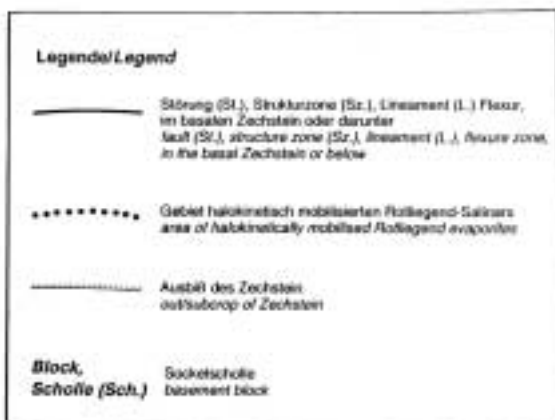 Legende/Legend
Störung (St.), Strukturzone (Sz.), Lineament (L.) Flexur,
im basalen Zechstein oder darunter
fault (St.), structure zone (Sz.), lineament (L.), flexure zone,
in the basal Zechstein or below
Gebiet halokinetisch mobilisierten Rotliegend-Salinars
area of halokinetically mobilised Rotliegend evaporites
Ausbiß des Zechstein
out/subcrop of Zechstein
Block,
Scholle (Sch.)
Sockelscholle
basement block